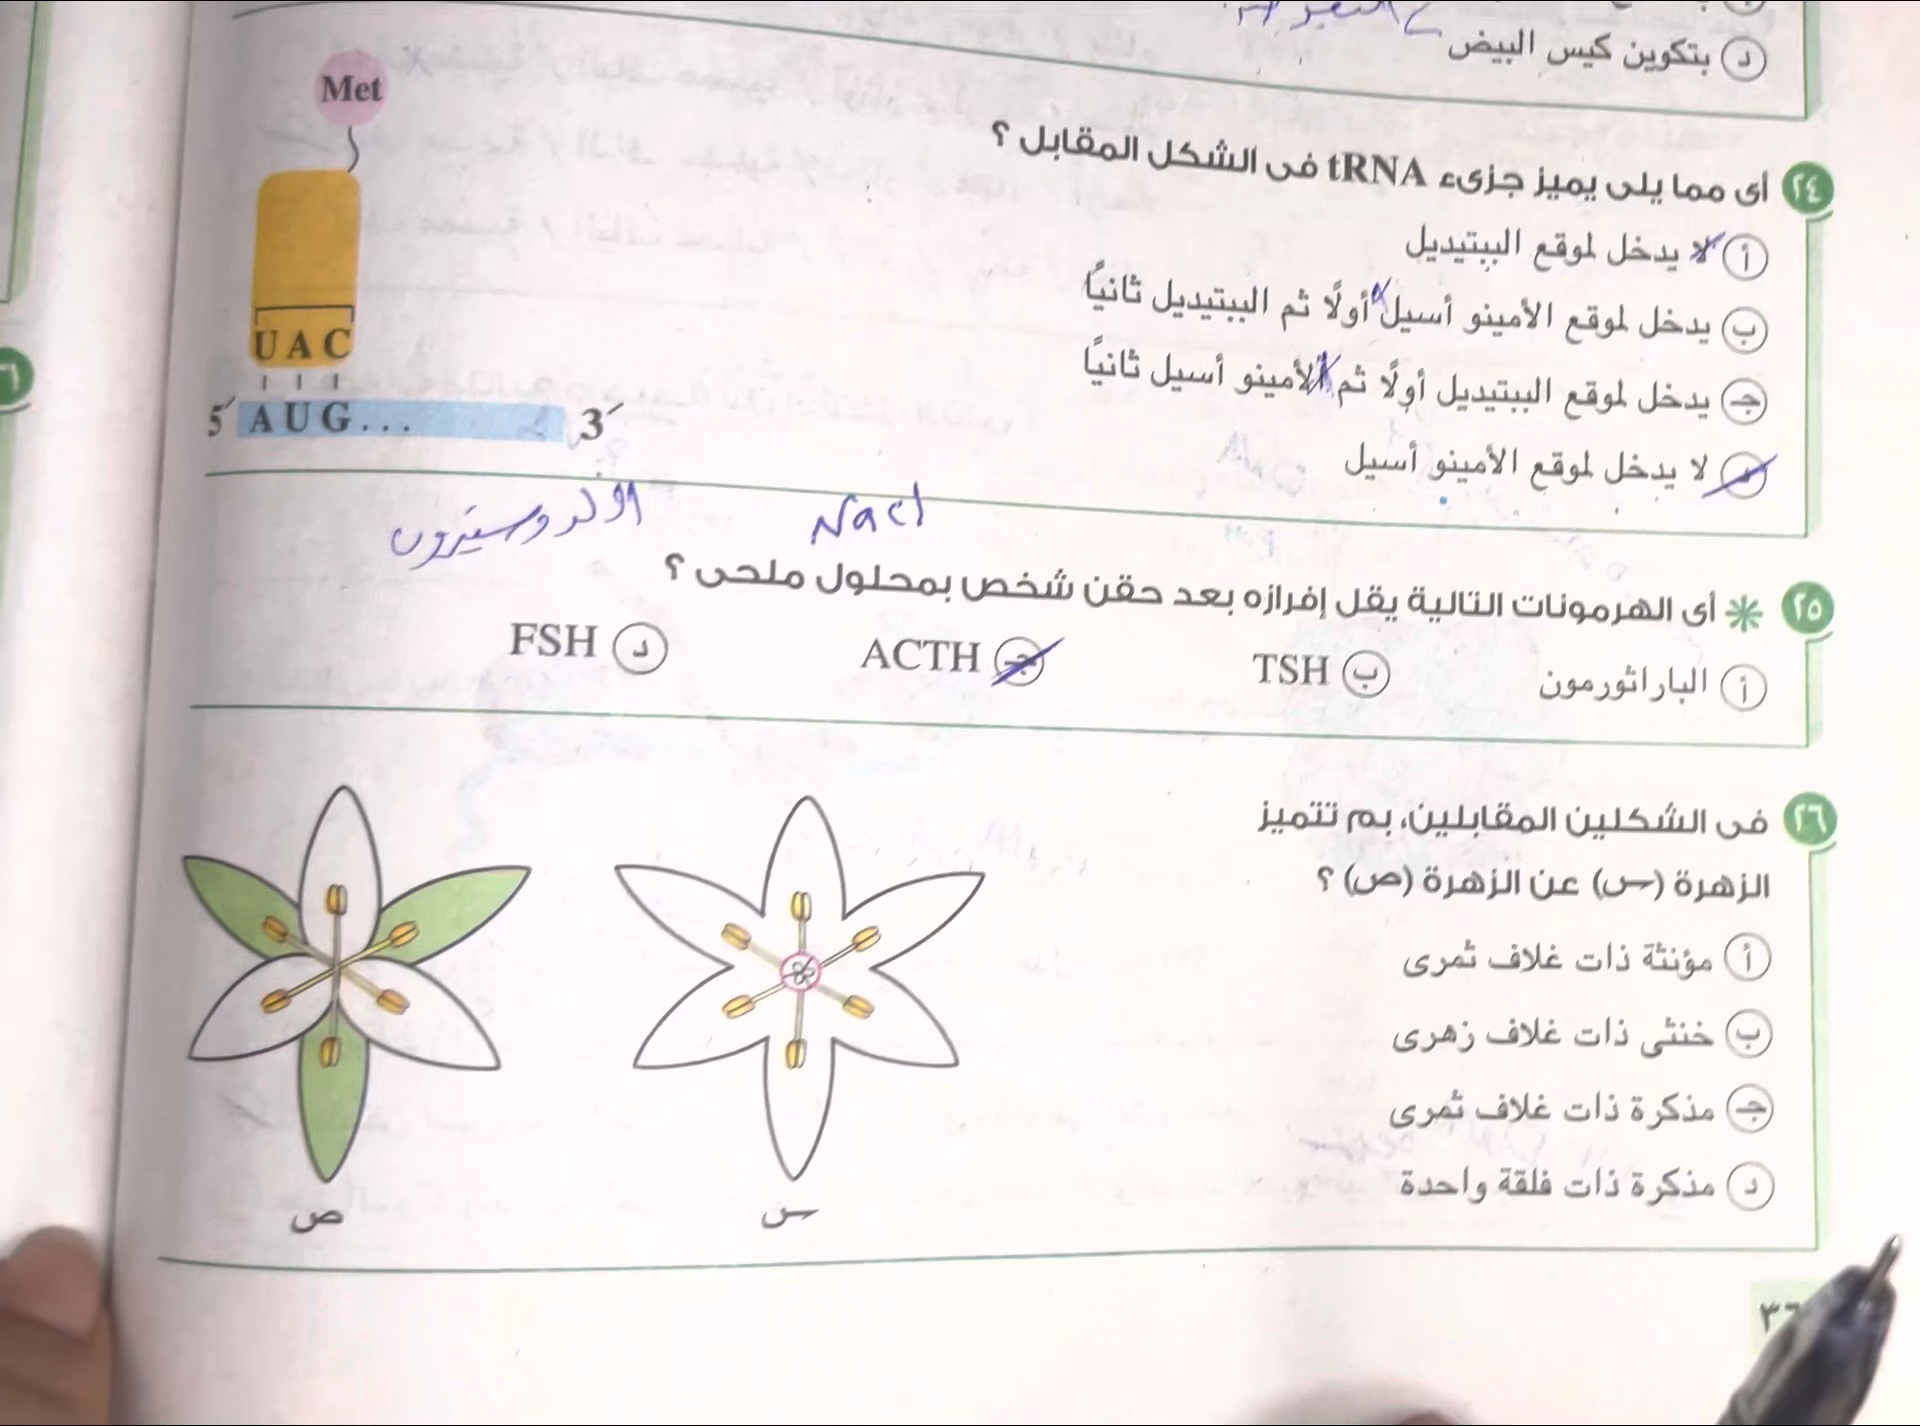 د بتكوين كيس البيض
٢٤ أى مما يلى يميز جزىء tRNA فى الشكل المقابل ؟
أ لا يدخل لموقع الببتيديل
ب يدخل لموقع الأمينو أسيل أولًا ثم الببتيديل ثانيًا
جـ يدخل لموقع الببتيديل أولًا ثم الأمينو أسيل ثانيًا
د لا يدخل لموقع الأمينو أسيل
Met
UAC
5´ AUG... 3´
NaCl
٢٥ * أى الهرمونات التالية يقل إفرازه بعد حقن شخص بمحلول ملحى ؟
أ الباراثورمون
ب TSH
جـ ACTH
د FSH
٢٦ فى الشكلين المقابلين، بم تتميز
الزهرة (س) عن الزهرة (ص) ؟
أ مؤنثة ذات غلاف ثمرى
ب خنثى ذات غلاف زهرى
جـ مذكرة ذات غلاف ثمرى
د مذكرة ذات فلقة واحدة
س
ص